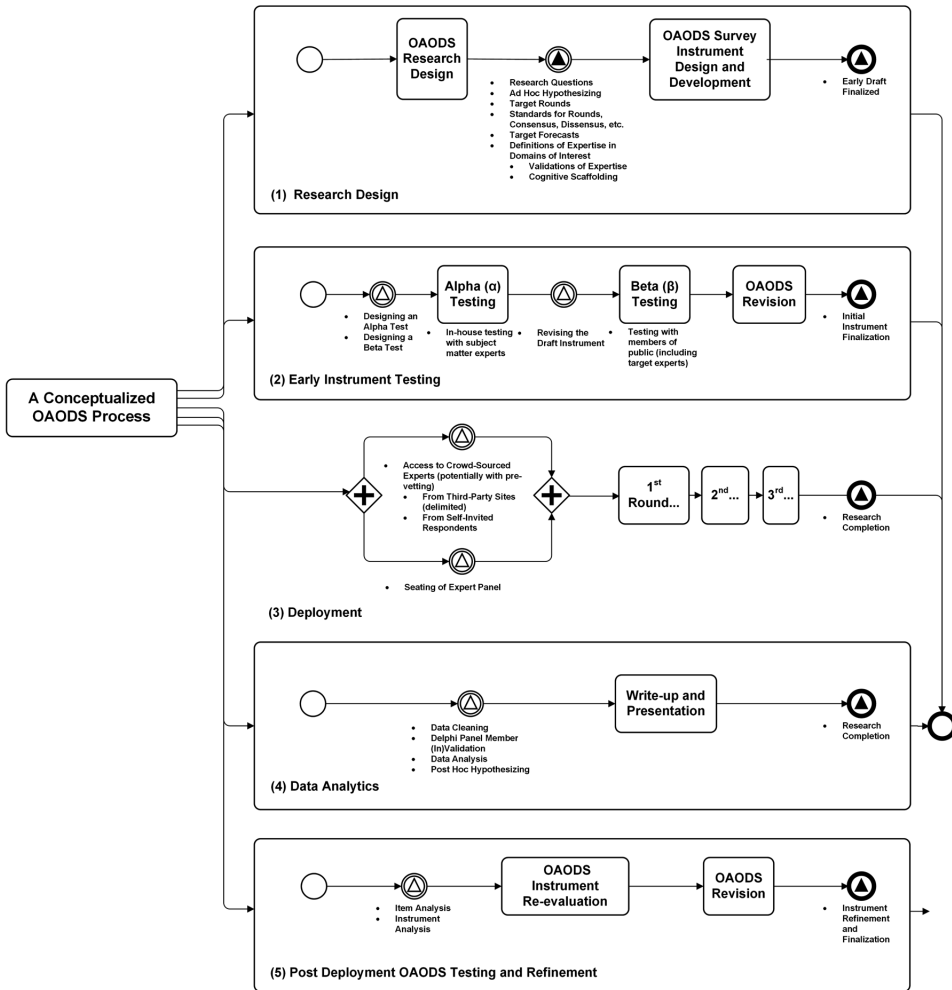 OAODS
Research
Design
OAODS Survey
Instrument
Design and
Development
• Research Questions
• Ad Hoc Hypothesizing
• Target Rounds
• Standards for Rounds,
Consensus, Dissensus, etc.
• Target Forecasts
• Definitions of Expertise in
Domains of Interest
• Validations of Expertise
• Cognitive Scaffolding
• Early Draft
Finalized
(1) Research Design
Alpha (α)
Testing
Beta (β)
Testing
OAODS
Revision
• Designing an
Alpha Test
• Designing a
Beta Test
• In-house testing
with subject
matter experts
• Revising the
Draft Instrument
• Testing with
members of
public (including
target experts)
• Initial
Instrument
Finalization
(2) Early Instrument Testing
A Conceptualized
OAODS Process
• Access to Crowd-Sourced
Experts (potentially with pre-
vetting)
• From Third-Party Sites
(delimited)
• From Self-Invited
Respondents
• Seating of Expert Panel
1st
Round...
2nd...
3rd...
• Research
Completion
(3) Deployment
Write-up and
Presentation
• Data Cleaning
• Delphi Panel Member
(In)Validation
• Data Analysis
• Post Hoc Hypothesizing
• Research
Completion
(4) Data Analytics
OAODS
Instrument
Re-evaluation
OAODS
Revision
• Item Analysis
• Instrument
Analysis
• Instrument
Refinement
and
Finalization
(5) Post Deployment OAODS Testing and Refinement